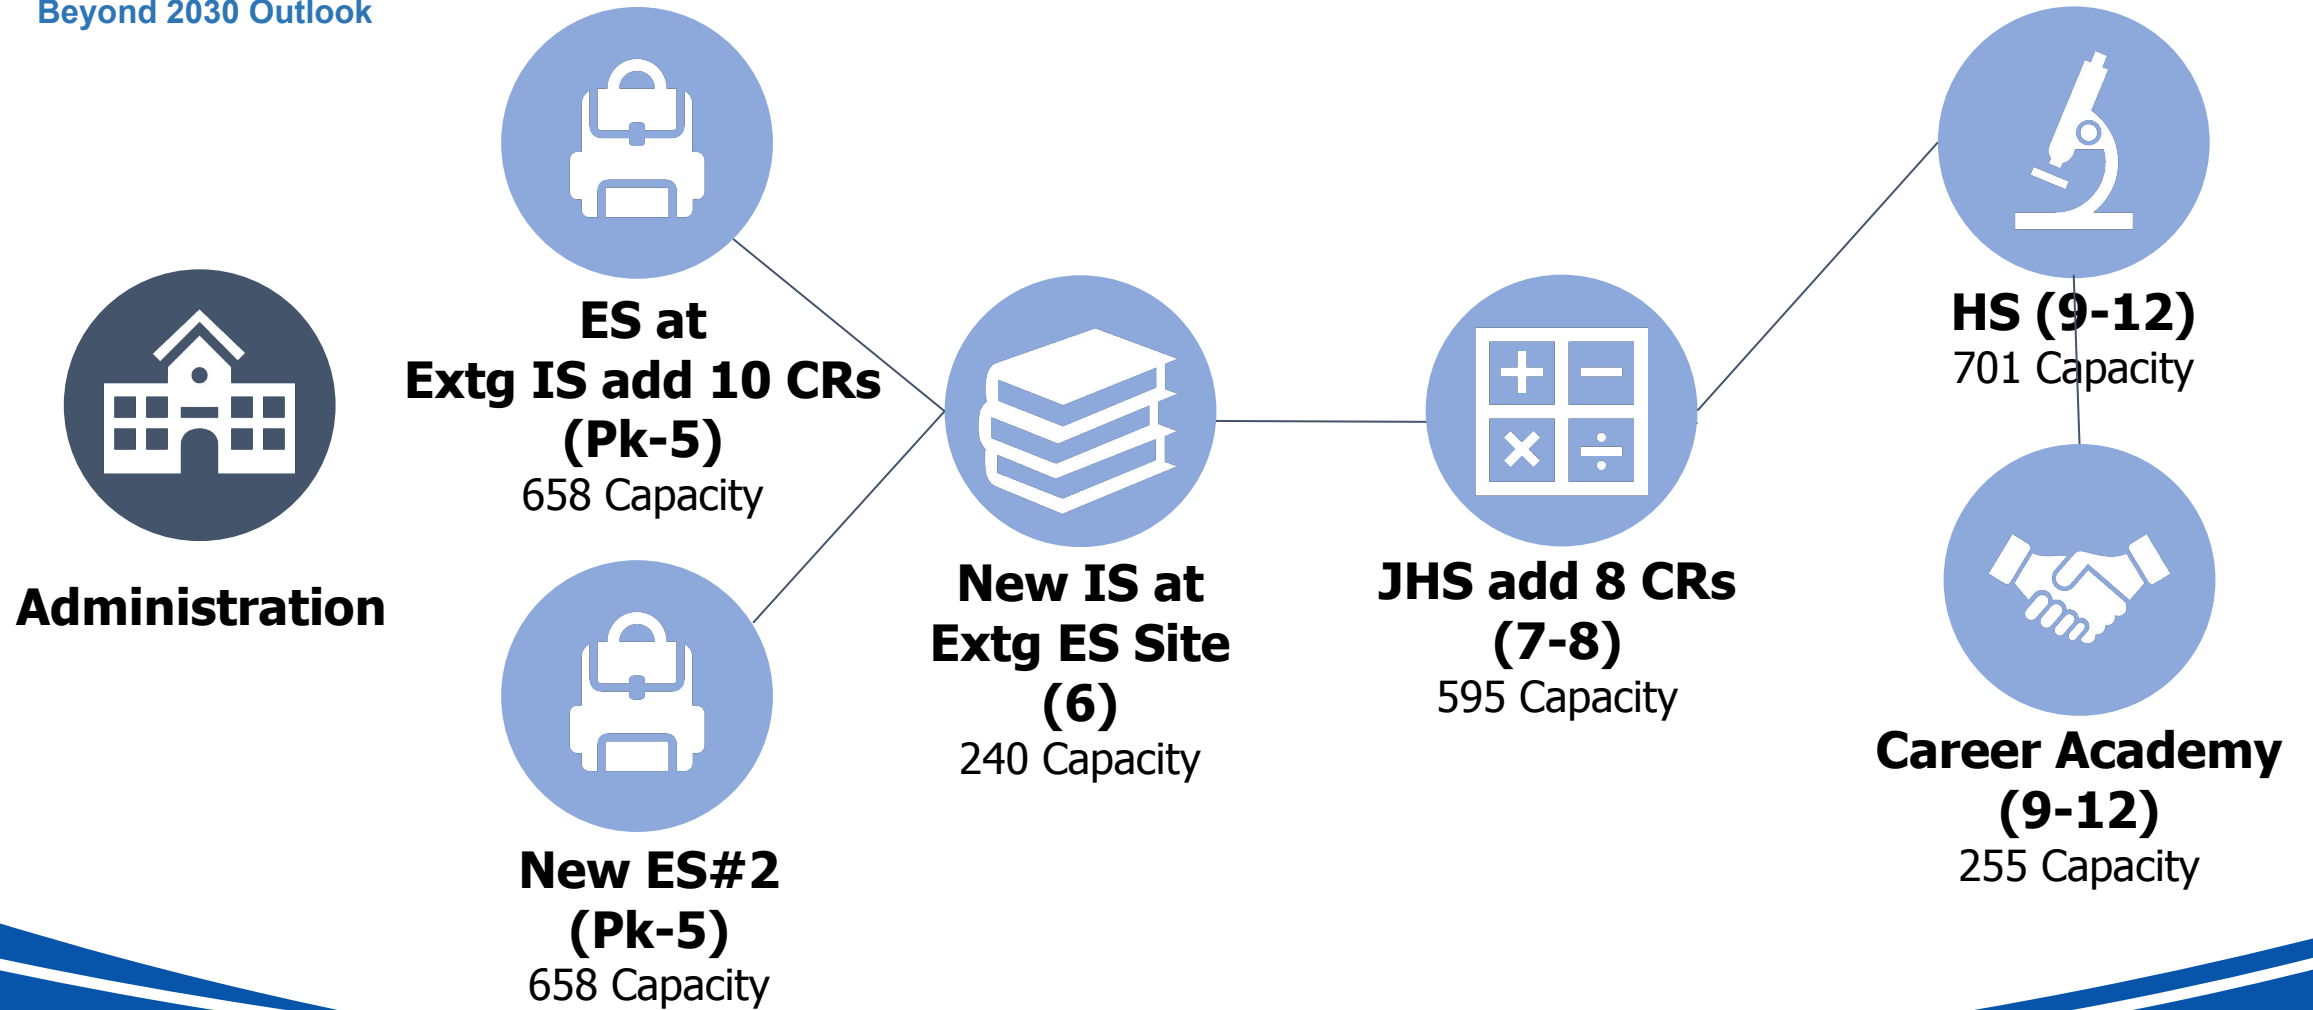 Beyond 2030 Outlook
Administration
ES at
Extg IS add 10 CRs
(Pk-5)
658 Capacity
New ES#2
(Pk-5)
658 Capacity
New IS at
Extg ES Site
(6)
240 Capacity
JHS add 8 CRs
(7-8)
595 Capacity
HS (9-12)
701 Capacity
Career Academy
(9-12)
255 Capacity